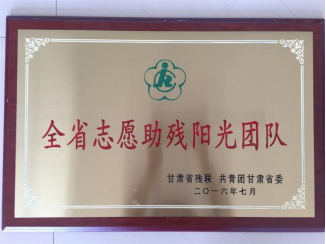 全省志愿助残阳光团队
甘肃省残联 共青团甘肃省委
二〇一六年七月